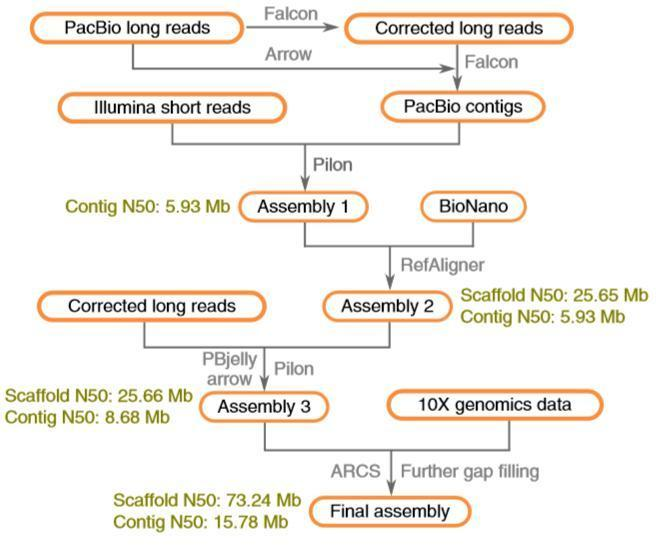 PacBio long reads
Falcon
Corrected long reads
Arrow
Falcon
Illumina short reads
PacBio contigs
Pilon
Contig N50: 5.93 Mb
Assembly 1
BioNano
RefAligner
Corrected long reads
Assembly 2
Scaffold N50: 25.65 Mb
Contig N50: 5.93 Mb
PBjelly
arrow
Pilon
Scaffold N50: 25.66 Mb
Contig N50: 8.68 Mb
Assembly 3
10X genomics data
ARCS
Further gap filling
Scaffold N50: 73.24 Mb
Contig N50: 15.78 Mb
Final assembly